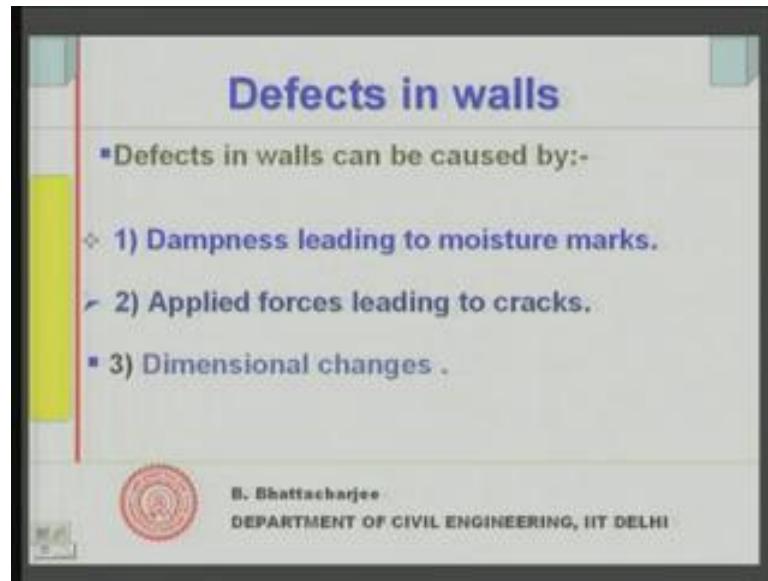 Defects in walls
▪Defects in walls can be caused by:-
❖ 1) Dampness leading to moisture marks.
➢ 2) Applied forces leading to cracks.
▪ 3) Dimensional changes .
B. Bhattacharjee
DEPARTMENT OF CIVIL ENGINEERING, IIT DELHI